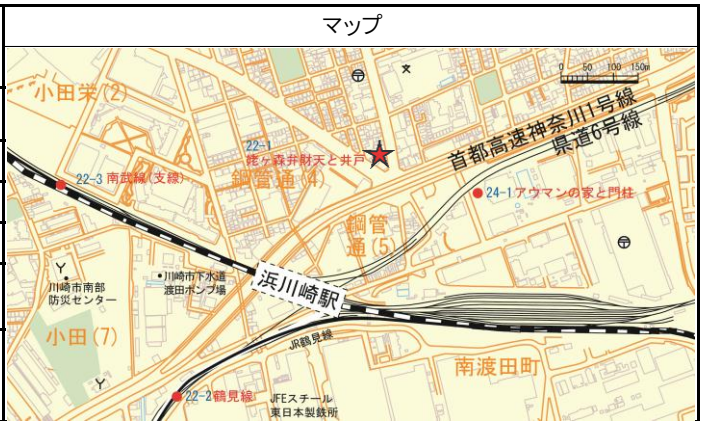 マップ
0 50 100 150m
小田栄(2)
22-1
姥ヶ森弁財天と井戸
首都高速神奈川1号線
県道6号線
22-3 南武線(支線)
鋼管通(4)
24-1アウマンの家と門柱
鋼管
通(5)
川崎市南部
防災センター
川崎市下水道
渡田ポンプ場
浜川崎駅
小田(7)
JR鶴見線
南渡田町
22-2鶴見線
JFEスチール
東日本製鉄所